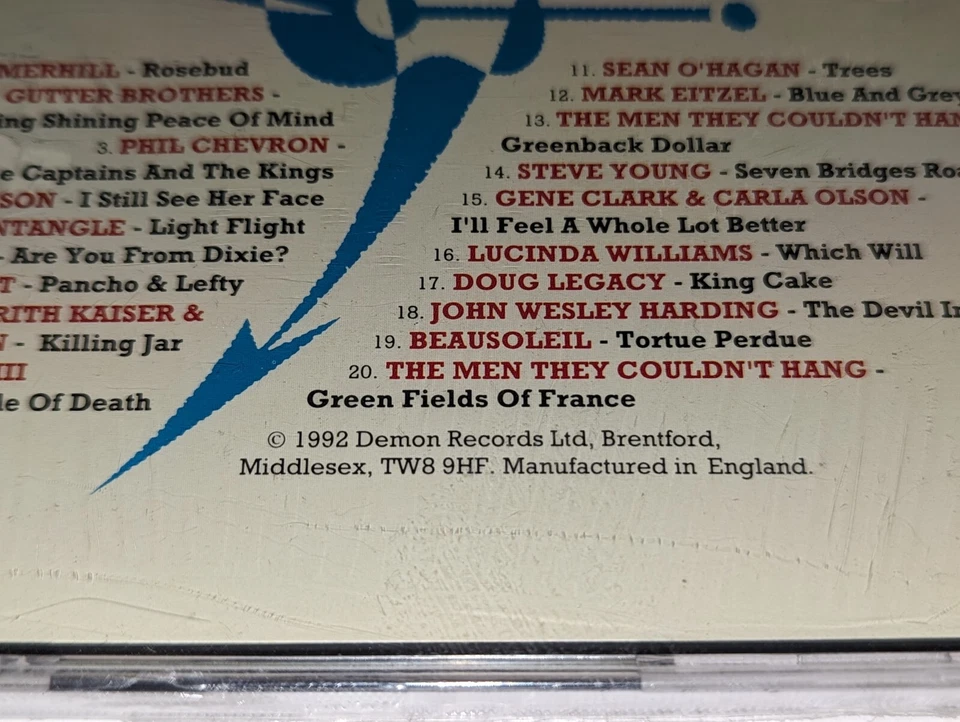 MERHILL - Rosebud
GUTTER BROTHERS -
ing Shining Peace Of Mind
3. PHIL CHEVRON -
e Captains And The Kings
SON - I Still See Her Face
NTANGLE - Light Flight
- Are You From Dixie?
T - Pancho & Lefty
RITH KAISER &
N - Killing Jar
III
le Of Death
11. SEAN O'HAGAN - Trees
12. MARK EITZEL - Blue And Grey
13. THE MEN THEY COULDN'T HAN
Greenback Dollar
14. STEVE YOUNG - Seven Bridges Roa
15. GENE CLARK & CARLA OLSON -
I'll Feel A Whole Lot Better
16. LUCINDA WILLIAMS - Which Will
17. DOUG LEGACY - King Cake
18. JOHN WESLEY HARDING - The Devil In
19. BEAUSOLEIL - Tortue Perdue
20. THE MEN THEY COULDN'T HANG -
Green Fields Of France
© 1992 Demon Records Ltd, Brentford,
Middlesex, TW8 9HF. Manufactured in England.